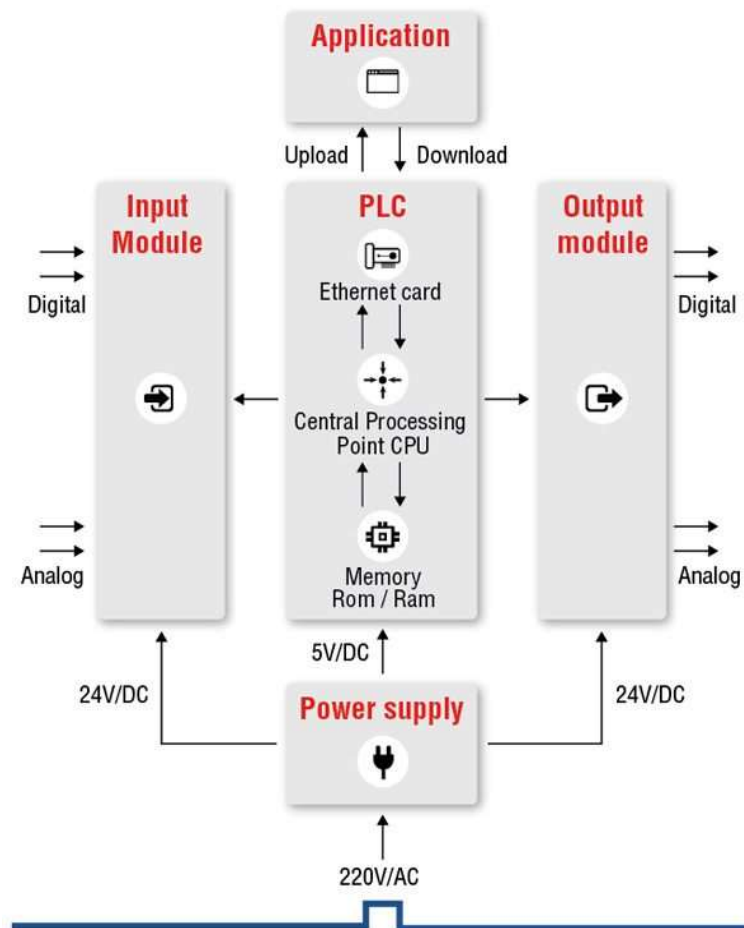 Application
Upload
Download
Input
Module
PLC
Output
module
Ethernet card
Digital
Digital
Central Processing
Point CPU
Analog
Memory
Rom / Ram
Analog
5V/DC
24V/DC
24V/DC
Power supply
220V/AC